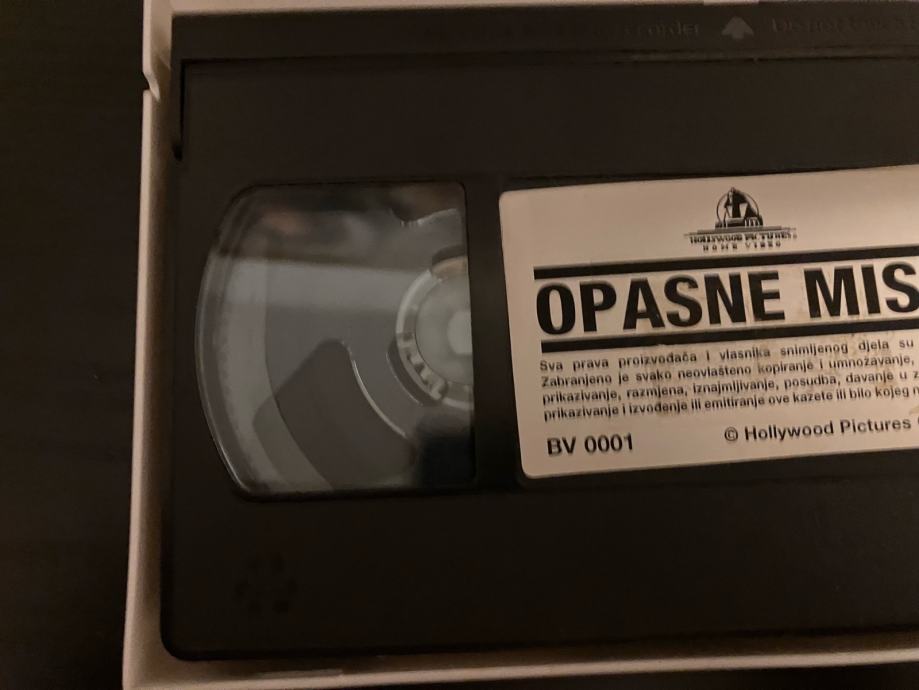 HOLLYWOOD PICTURES
HOME VIDEO
OPASNE MIS
Sva prava proizvođača i vlasnika snimljenog djela su
Zabranjeno je svako neovlašteno kopiranje i umnožavanje,
prikazivanje, razmjena, iznajmljivanje, posudba, davanje u z
prikazivanje i izvođenje ili emitiranje ove kazete ili bilo kojeg n
BV 0001
© Hollywood Pictures